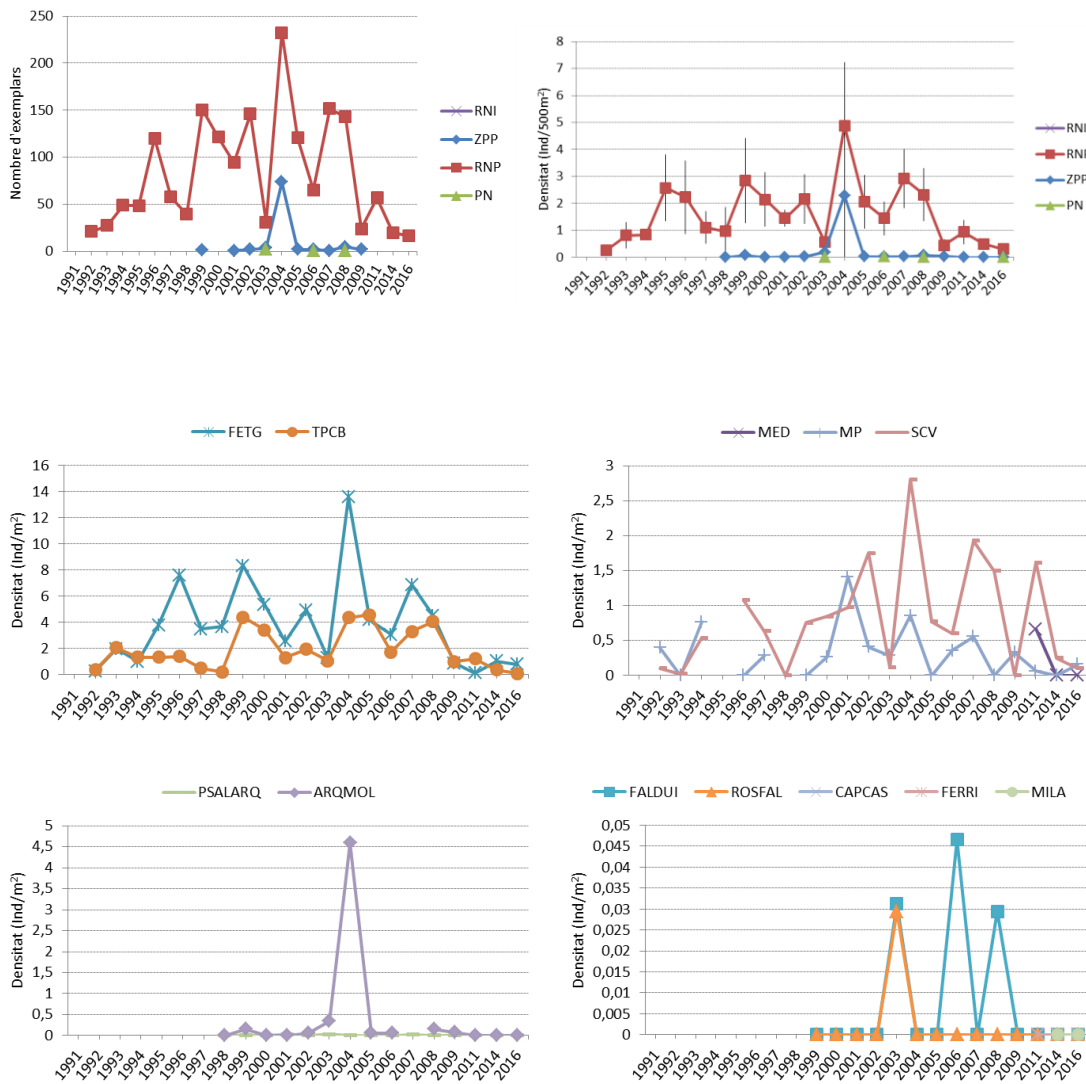 Nombre d'exemplars
250
200
150
100
50
0
1991 1992 1993 1994 1995 1996 1997 1998 1999 2000 2001 2002 2003 2004 2005 2006 2007 2008 2009 2011 2014 2016
RNI
ZPP
RNP
PN
Densitat (Ind/500m²)
8
7
6
5
4
3
2
1
0
1991 1992 1993 1994 1995 1996 1997 1998 1999 2000 2001 2002 2003 2004 2005 2006 2007 2008 2009 2011 2014 2016
RNI
RNP
ZPP
PN
FETG TPCB
Densitat (Ind/m²)
16
14
12
10
8
6
4
2
0
1991 1992 1993 1994 1995 1996 1997 1998 1999 2000 2001 2002 2003 2004 2005 2006 2007 2008 2009 2011 2014 2016
MED MP SCV
Densitat (Ind/m²)
3
2,5
2
1,5
1
0,5
0
1991 1992 1993 1994 1995 1996 1997 1998 1999 2000 2001 2002 2003 2004 2005 2006 2007 2008 2009 2011 2014 2016
PSALARQ ARQMOL
Densitat (Ind/m²)
5
4,5
4
3,5
3
2,5
2
1,5
1
0,5
0
1991 1992 1993 1994 1995 1996 1997 1998 1999 2000 2001 2002 2003 2004 2005 2006 2007 2008 2009 2011 2014 2016
FALDUI ROSFAL CAPCAS FERRI MILA
Densitat (Ind/m²)
0,05
0,045
0,04
0,035
0,03
0,025
0,02
0,015
0,01
0,005
0
1991 1992 1993 1994 1995 1996 1997 1998 1999 2000 2001 2002 2003 2004 2005 2006 2007 2008 2009 2011 2014 2016